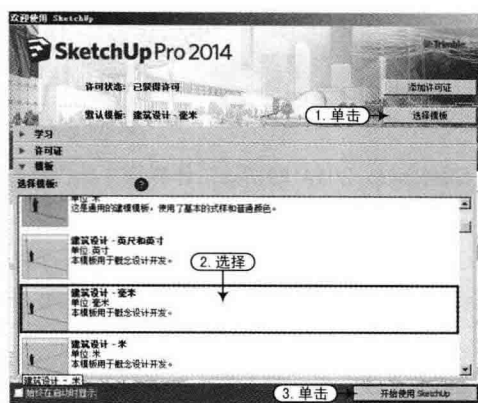 欢迎使用 SketchUp
SketchUp Pro 2014
Trimble
许可状态: 已获得许可
添加许可证
默认模板: 建筑设计 - 毫米
1. 单击
选择模板
学习
许可证
模板
选择模板:
单位 米
这是通用的建模模板,使用了基本的式样和普通颜色。
建筑设计 - 英尺和英寸
单位 英寸
本模板用于概念设计开发。
2. 选择
建筑设计 - 毫米
单位 毫米
本模板用于概念设计开发。
建筑设计 - 米
单位 米
本模板用于概念设计开发。
建筑设计 - 米
始终在启动时显示
3. 单击
开始使用 SketchUp